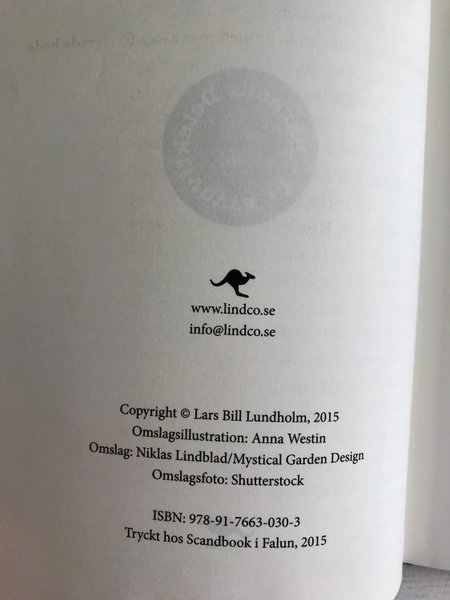 www.lindco.se
info@lindco.se
Copyright © Lars Bill Lundholm, 2015
Omslagsillustration: Anna Westin
Omslag: Niklas Lindblad/Mystical Garden Design
Omslagsfoto: Shutterstock
ISBN: 978-91-7663-030-3
Tryckt hos Scandbook i Falun, 2015